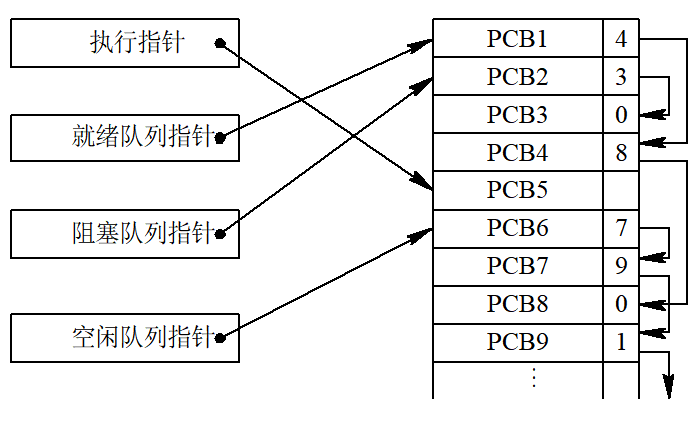 执行指针
就绪队列指针
阻塞队列指针
空闲队列指针
PCB1 4
PCB2 3
PCB3 0
PCB4 8
PCB5
PCB6 7
PCB7 9
PCB8 0
PCB9 1
⋮